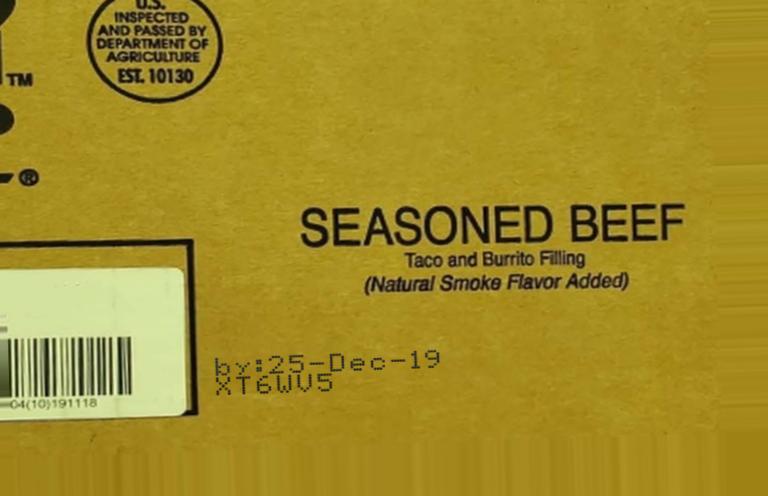 U.S.
INSPECTED
AND PASSED BY
DEPARTMENT OF
AGRICULTURE
EST. 10130
TM
®
SEASONED BEEF
Taco and Burrito Filling
(Natural Smoke Flavor Added)
by:25-Dec-19
XT6WV5
04(10)191118